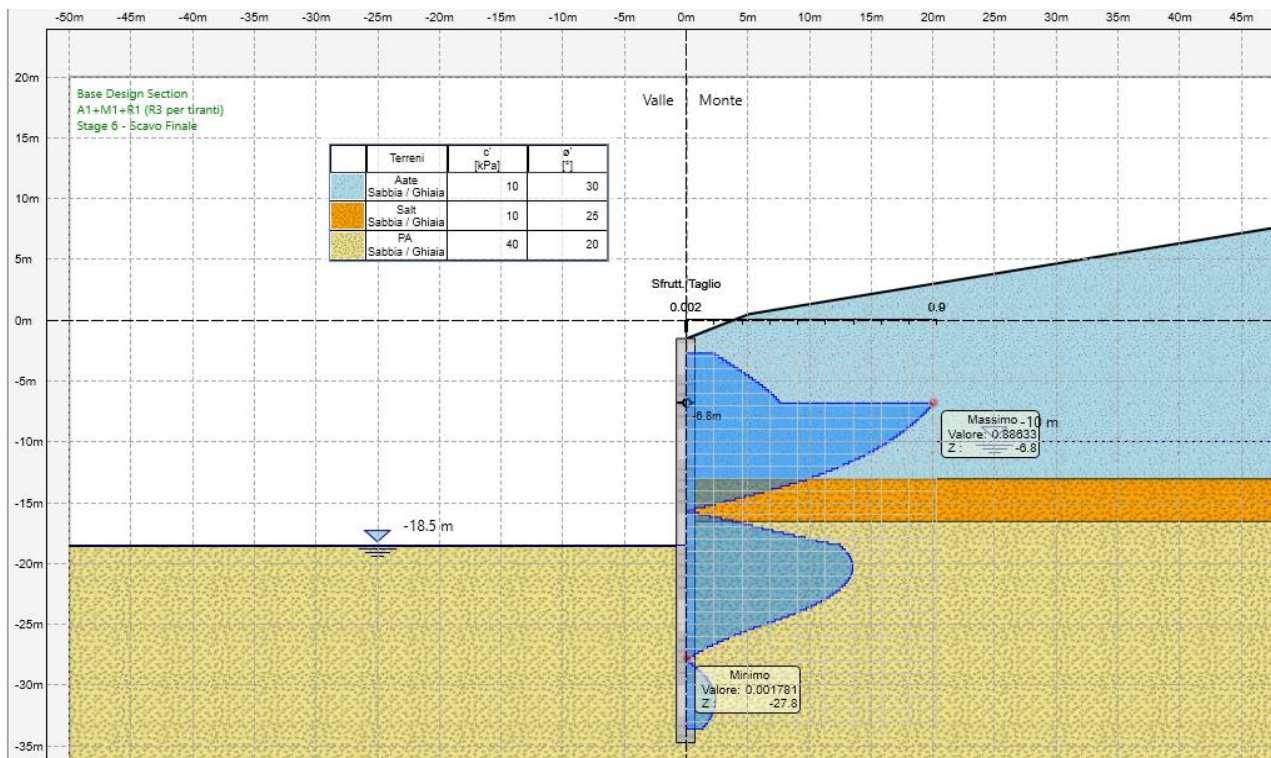 -50m -45m -40m -35m -30m -25m -20m -15m -10m -5m 0m 5m 10m 15m 20m 25m 30m 35m 40m 45m
20m
15m
10m
5m
0m
-5m
-10m
-15m
-20m
-25m
-30m
-35m
Base Design Section
A1+M1+R1 (R3 per tiranti)
Stage 6 - Scavo Finale
Valle Monte
Terreni c' ø'
[kPa] [°]
Aate
Sabbia / Ghiaia 10 30
Salt
Sabbia / Ghiaia 10 25
PA
Sabbia / Ghiaia 40 20
Sfrutt. Taglio
0.002 0.9
-6.8m
Massimo
Valore: 0.88633
Z : -6.8
-10 m
-18.5 m
Minimo
Valore: 0.001781
Z : -27.8